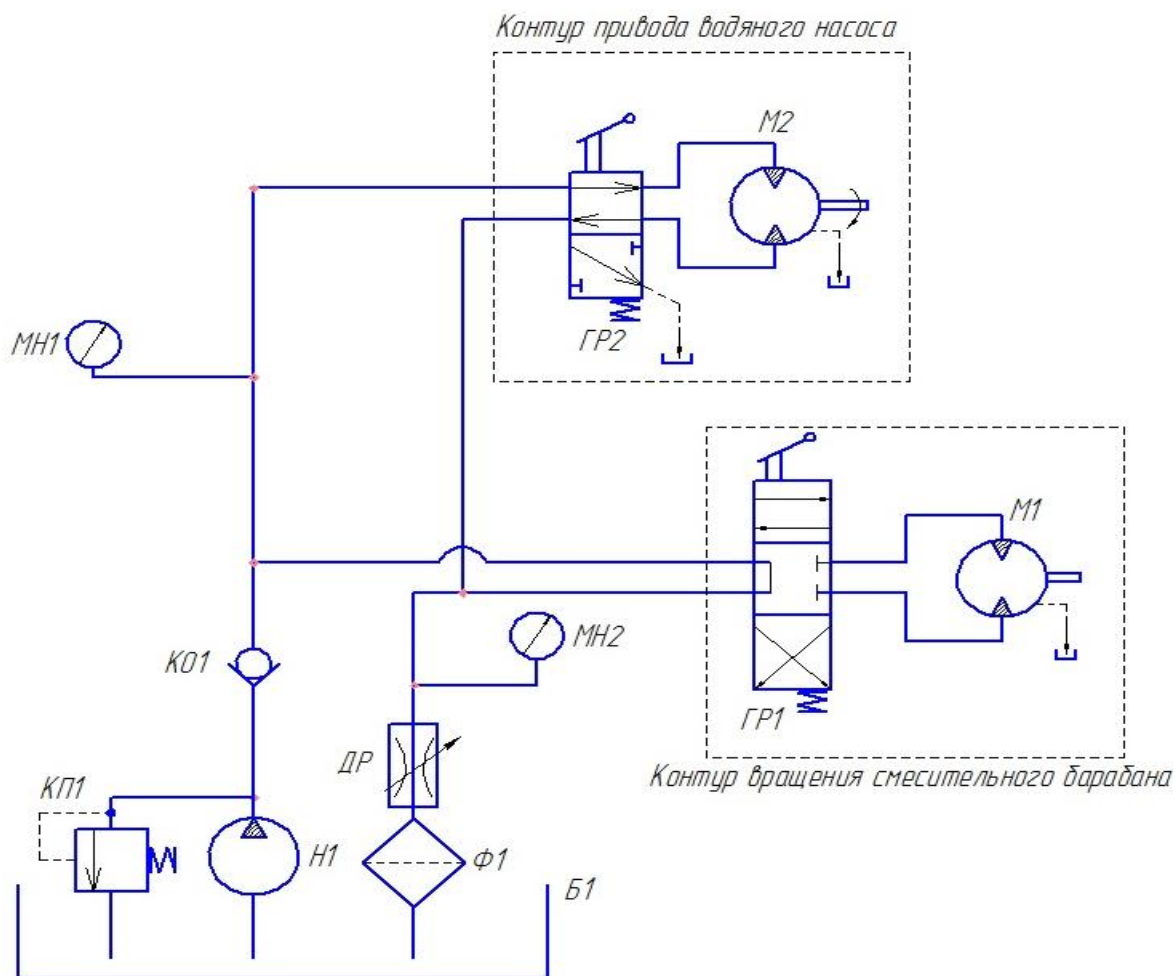 Контур привода водяного насоса
М2
МН1
ГР2
М1
МН2
КО1
ГР1
ДР
Контур вращения смесительного барабана
КП1
Н1
Ф1
Б1